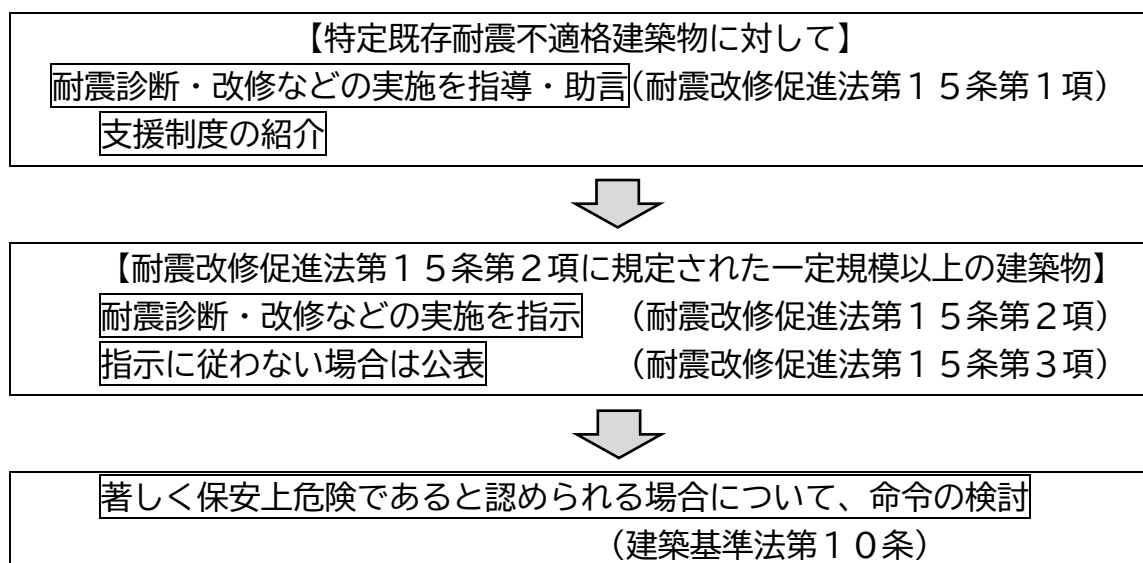 【特定既存耐震不適格建築物に対して】
耐震診断・改修などの実施を指導・助言(耐震改修促進法第１５条第１項)
支援制度の紹介
【耐震改修促進法第１５条第２項に規定された一定規模以上の建築物】
耐震診断・改修などの実施を指示 (耐震改修促進法第１５条第２項)
指示に従わない場合は公表 (耐震改修促進法第１５条第３項)
著しく保安上危険であると認められる場合について、命令の検討
(建築基準法第１０条)